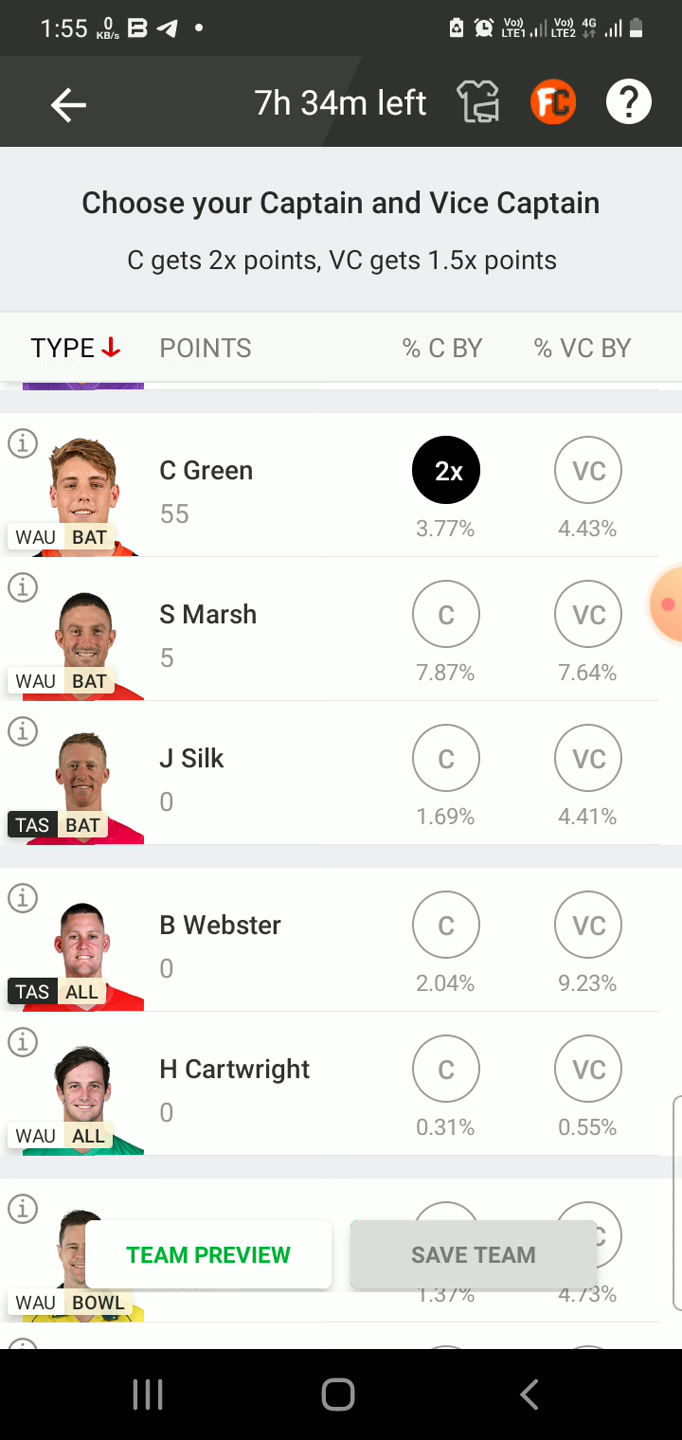 1:55 0 KB/s B Vo) LTE1 Vo) LTE2 4G
7h 34m left FC ?
Choose your Captain and Vice Captain
C gets 2x points, VC gets 1.5x points
TYPE POINTS % C BY % VC BY
C Green 2x VC
55 3.77% 4.43%
WAU BAT
S Marsh C VC
5 7.87% 7.64%
WAU BAT
J Silk C VC
0 1.69% 4.41%
TAS BAT
B Webster C VC
0 2.04% 9.23%
TAS ALL
H Cartwright C VC
0 0.31% 0.55%
WAU ALL
TEAM PREVIEW SAVE TEAM
1.37% 4.73%
WAU BOWL